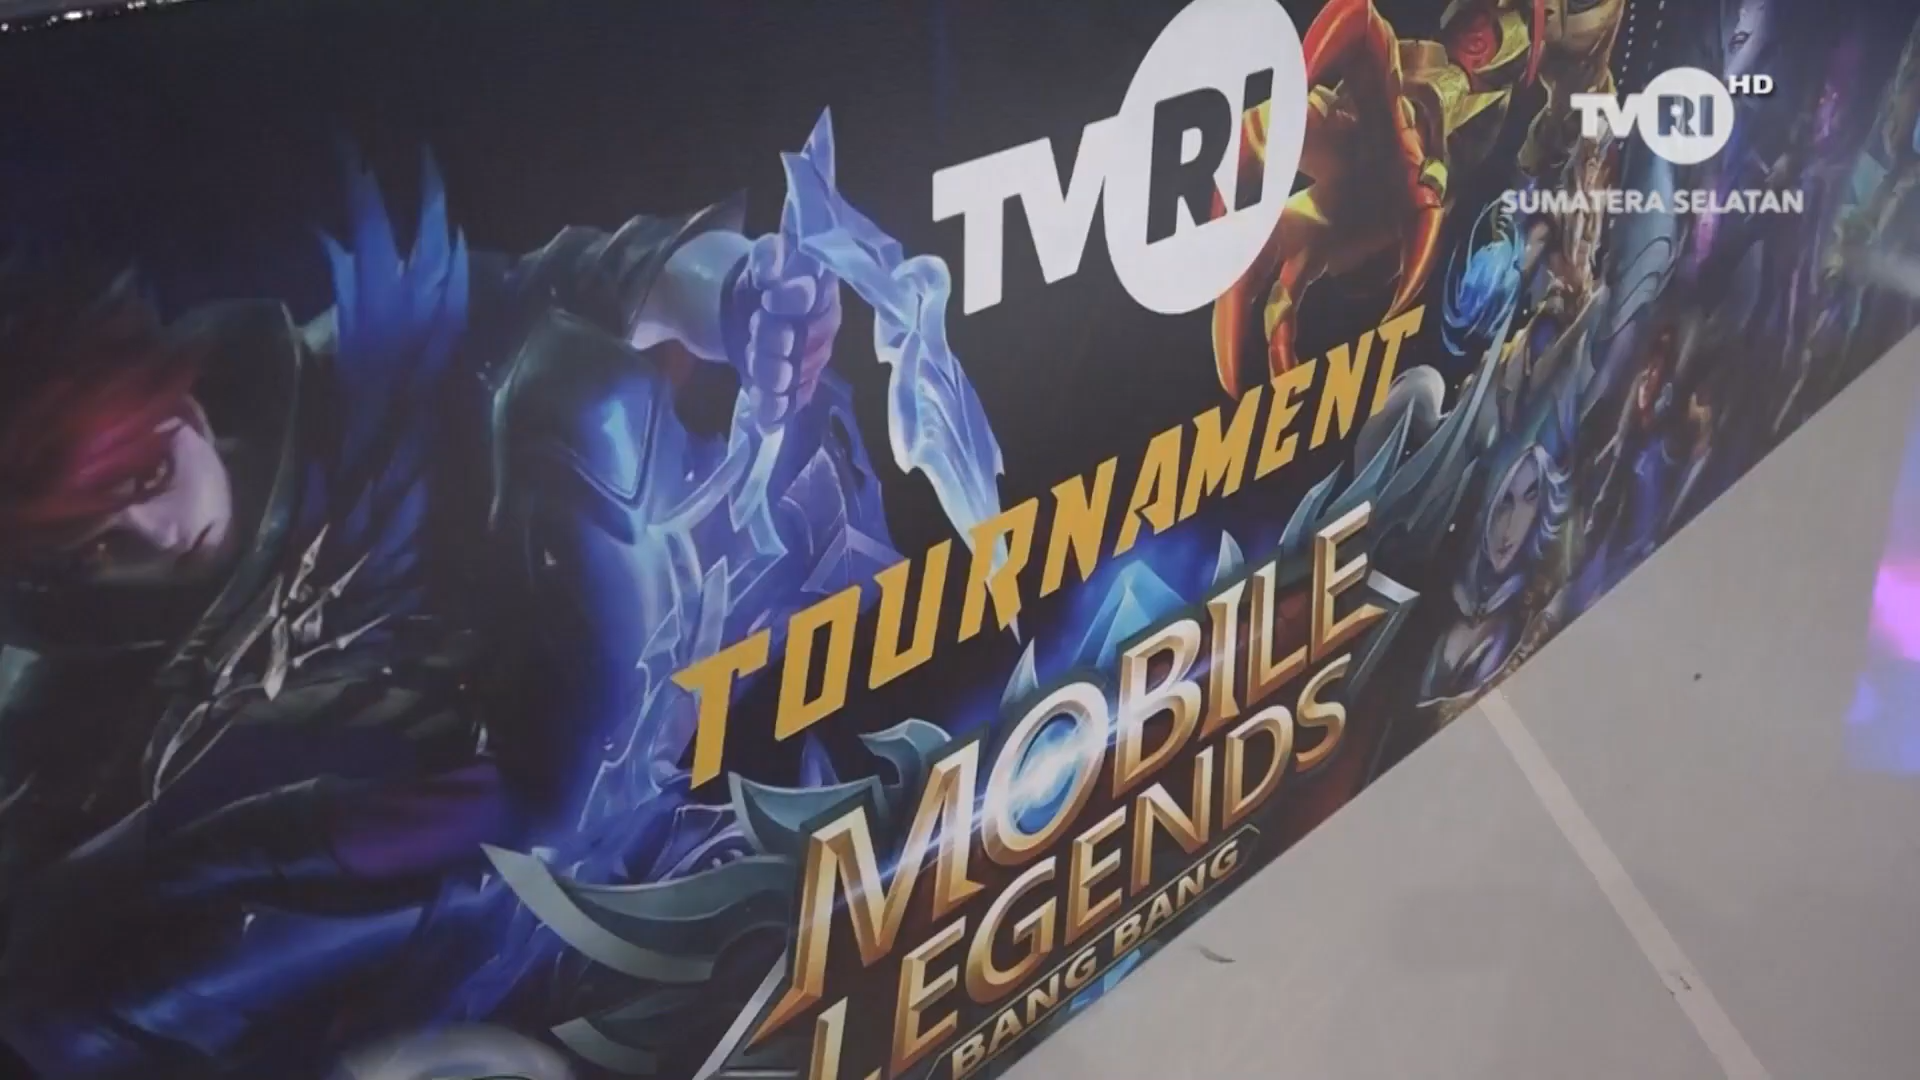 TVRI
TOURNAMENT
MOBILE
LEGENDS
BANG BANG
TVRI HD
SUMATERA SELATAN